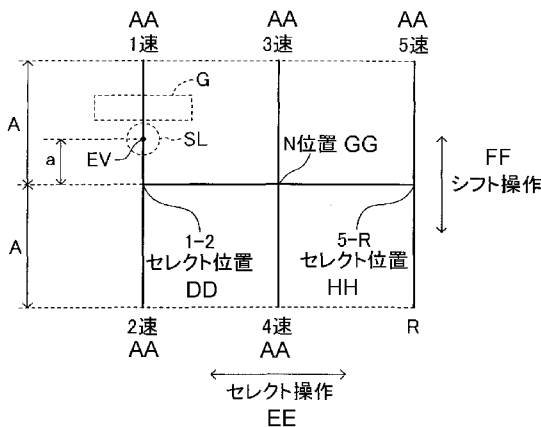 AA AA AA
1速 3速 5速
G
A
SL
a
EV
N位置 GG
FF
シフト操作
A
1-2
セレクト位置
DD
5-R
セレクト位置
HH
2速 4速 R
AA AA
セレクト操作
EE